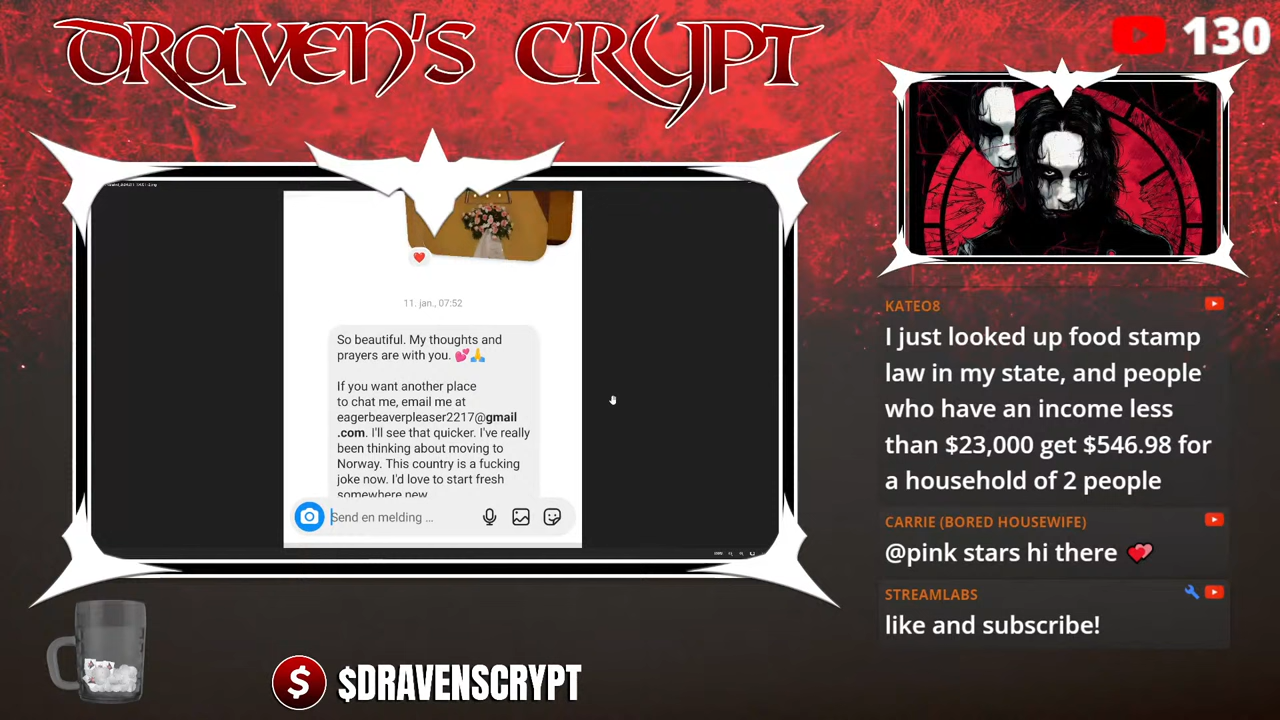 DRAVEN'S CRYPT
130
11. jan., 07:52
So beautiful. My thoughts and
prayers are with you. 💕🙏
If you want another place
to chat me, email me at
eagerbeaverpleaser2217@gmail
.com. I'll see that quicker. I've really
been thinking about moving to
Norway. This country is a fucking
joke now. I'd love to start fresh
somewhere new
Send en melding ...
KATEO8
I just looked up food stamp
law in my state, and people
who have an income less
than $23,000 get $546.98 for
a household of 2 people
CARRIE (BORED HOUSEWIFE)
@pink stars hi there 💕
STREAMLABS
like and subscribe!
$ $DRAVENSCRYPT